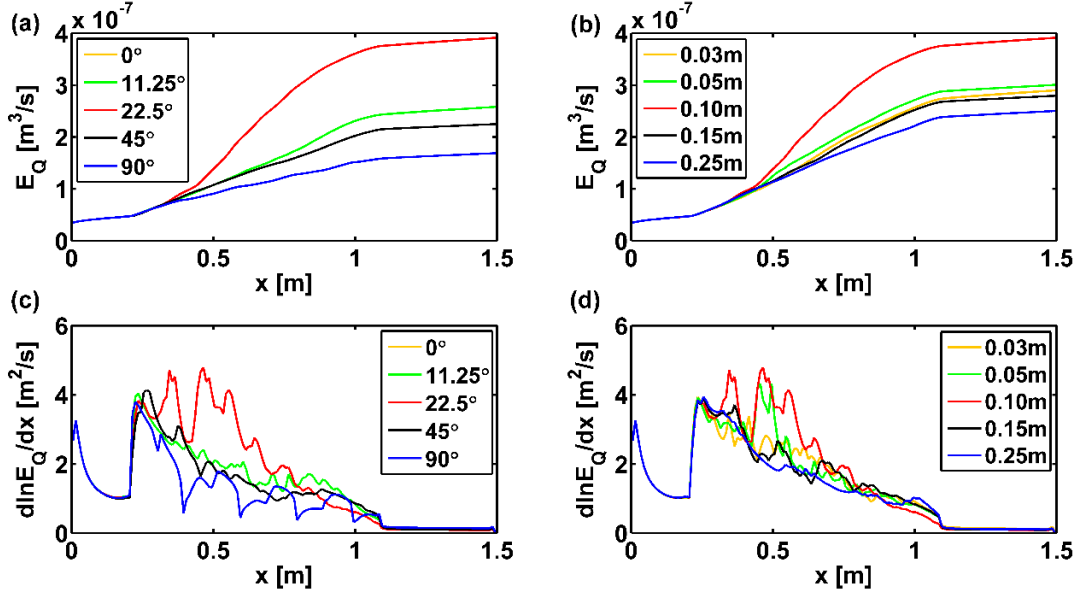 (a)
x 10⁻⁷
4
3
2
1
0
E_Q [m³/s]
0°
11.25°
22.5°
45°
90°
0
0.5
1
1.5
x [m]
(b)
x 10⁻⁷
4
3
2
1
0
E_Q [m³/s]
0.03m
0.05m
0.10m
0.15m
0.25m
0
0.5
1
1.5
x [m]
(c)
6
4
2
0
dlnE_Q/dx [m²/s]
0°
11.25°
22.5°
45°
90°
0
0.5
1
1.5
x [m]
(d)
6
4
2
0
dlnE_Q/dx [m²/s]
0.03m
0.05m
0.10m
0.15m
0.25m
0
0.5
1
1.5
x [m]